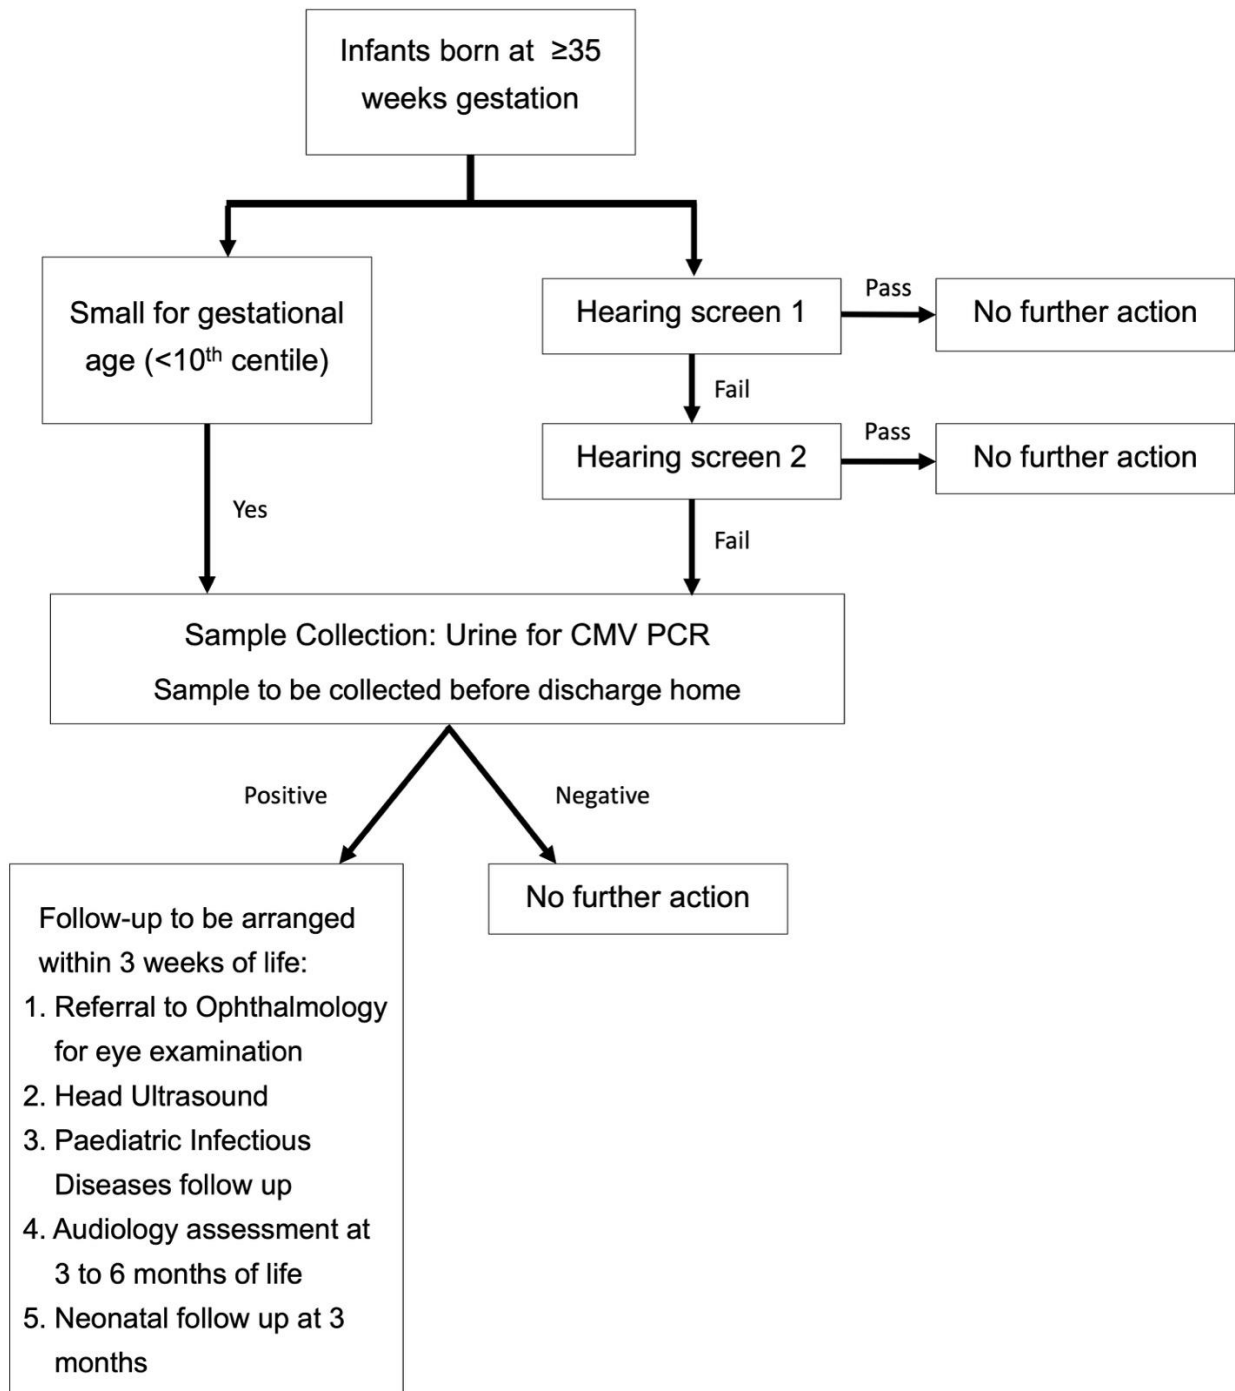 Infants born at ≥35
weeks gestation
Small for gestational
age (<10th centile)
Hearing screen 1
Pass
No further action
Fail
Hearing screen 2
Pass
No further action
Yes
Fail
Sample Collection: Urine for CMV PCR
Sample to be collected before discharge home
Positive
Negative
Follow-up to be arranged
within 3 weeks of life:
1. Referral to Ophthalmology
for eye examination
2. Head Ultrasound
3. Paediatric Infectious
Diseases follow up
4. Audiology assessment at
3 to 6 months of life
5. Neonatal follow up at 3
months
No further action